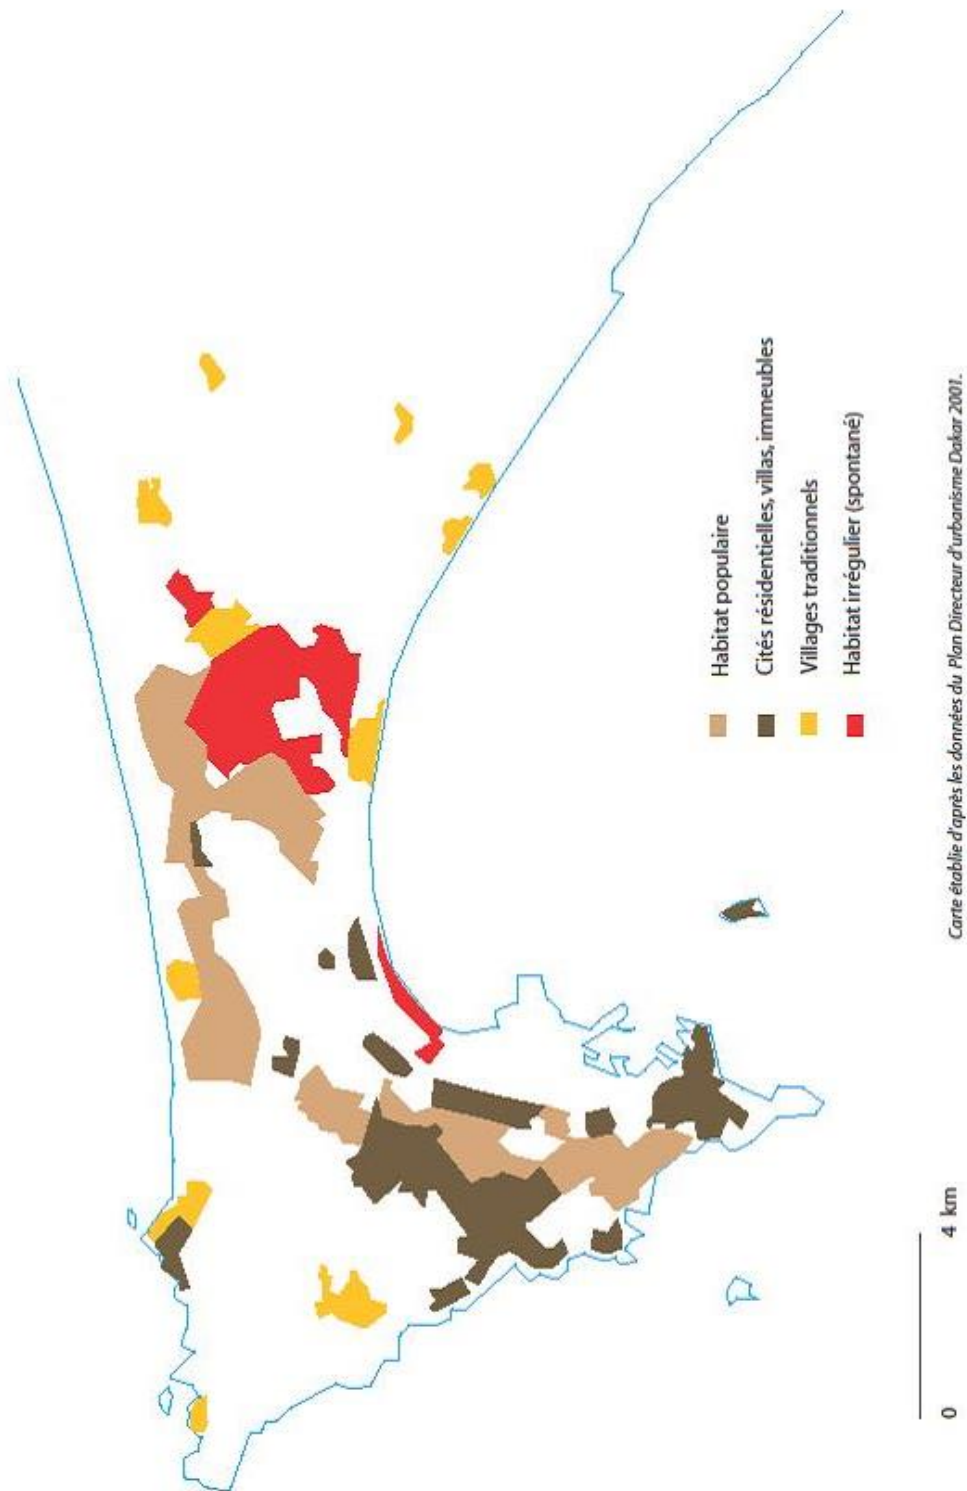 Habitat populaire
Cités résidentielles, villas, immeubles
Villages traditionnels
Habitat irrégulier (spontané)
0 4 km
Carte établie d'après les données du Plan Directeur d'urbanisme Dakar 2001.